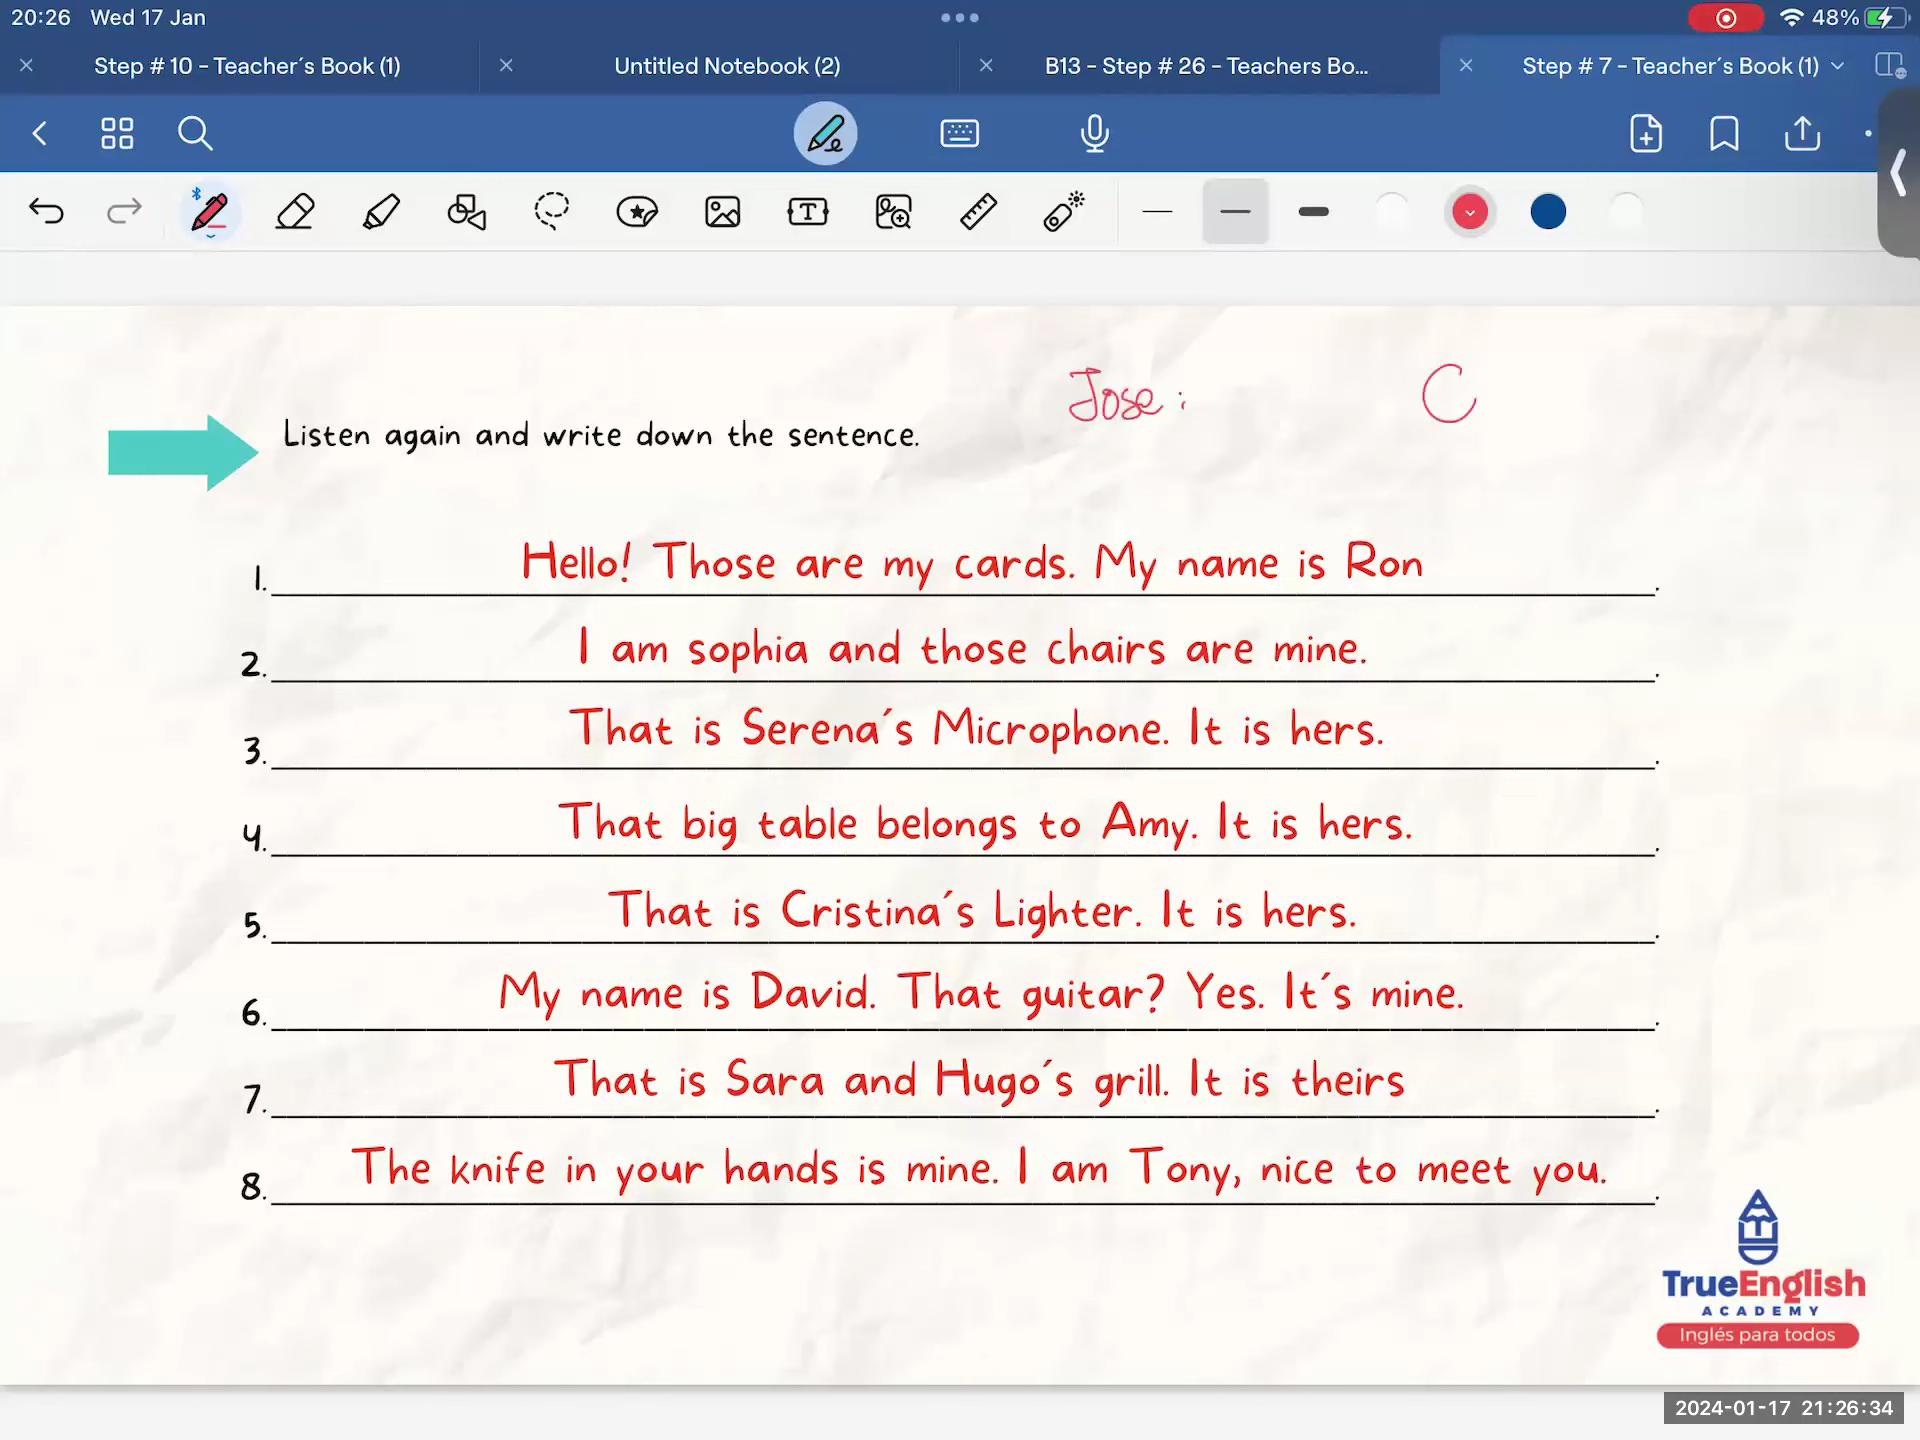 20:26 Wed 17 Jan
48%
Step # 10 - Teacher´s Book (1)
Untitled Notebook (2)
B13 - Step # 26 - Teachers Bo...
Step # 7 - Teacher´s Book (1)
Jose: C
Listen again and write down the sentence.
1. Hello! Those are my cards. My name is Ron.
2. I am sophia and those chairs are mine. .
3. That is Serena´s Microphone. It is hers. .
4. That big table belongs to Amy. It is hers. .
5. That is Cristina´s Lighter. It is hers. .
6. My name is David. That guitar? Yes. It´s mine. .
7. That is Sara and Hugo´s grill. It is theirs.
8. The knife in your hands is mine. I am Tony, nice to meet you. .
TrueEnglish
ACADEMY
Inglés para todos
2024-01-17 21:26:34